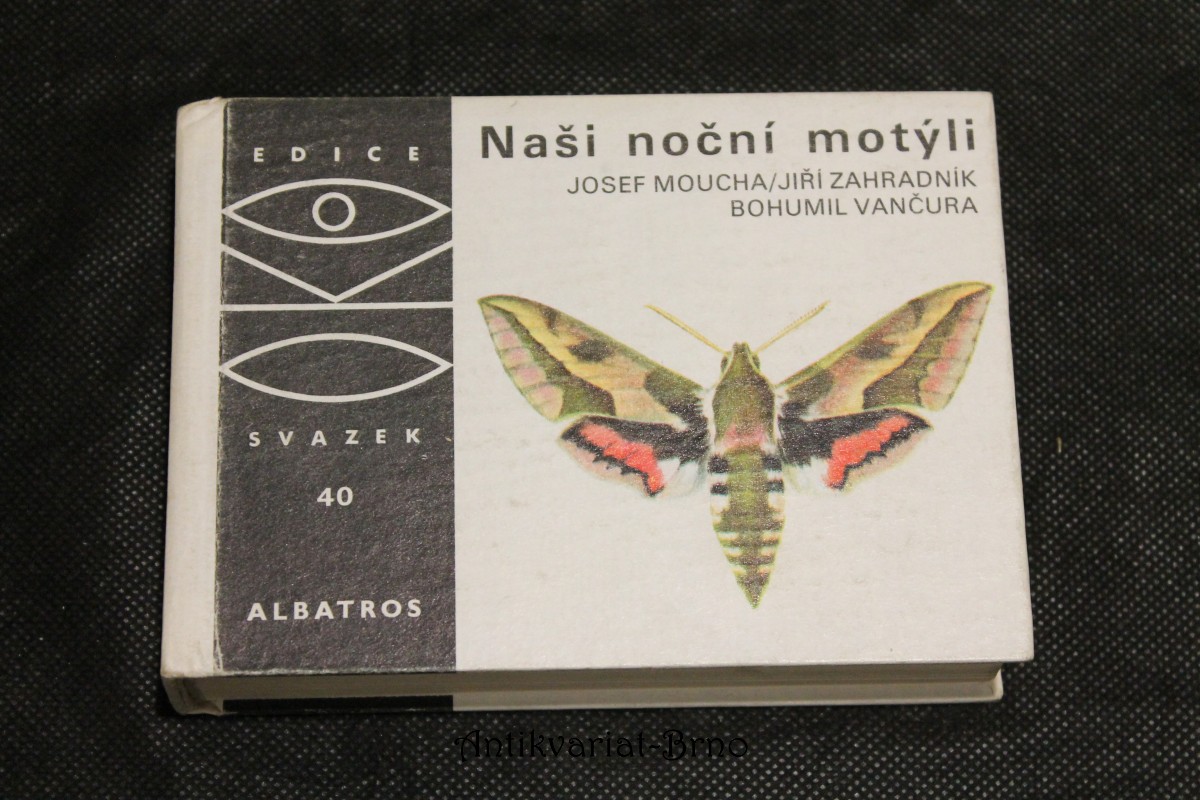 EDICE
SVAZEK
40
ALBATROS
Naši noční motýli
JOSEF MOUCHA/JIŘÍ ZAHRADNÍK
BOHUMIL VANČURA
Antikvariat-Brno